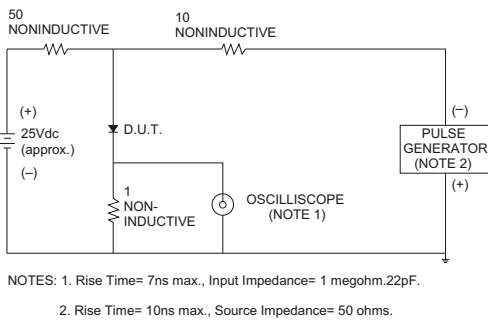 50
NONINDUCTIVE
10
NONINDUCTIVE
(+)
25Vdc
(approx.)
(–)
D.U.T.
1
NON-
INDUCTIVE
OSCILLISCOPE
(NOTE 1)
(–)
PULSE
GENERATOR
(NOTE 2)
(+)
NOTES: 1. Rise Time= 7ns max., Input Impedance= 1 megohm.22pF.
2. Rise Time= 10ns max., Source Impedance= 50 ohms.